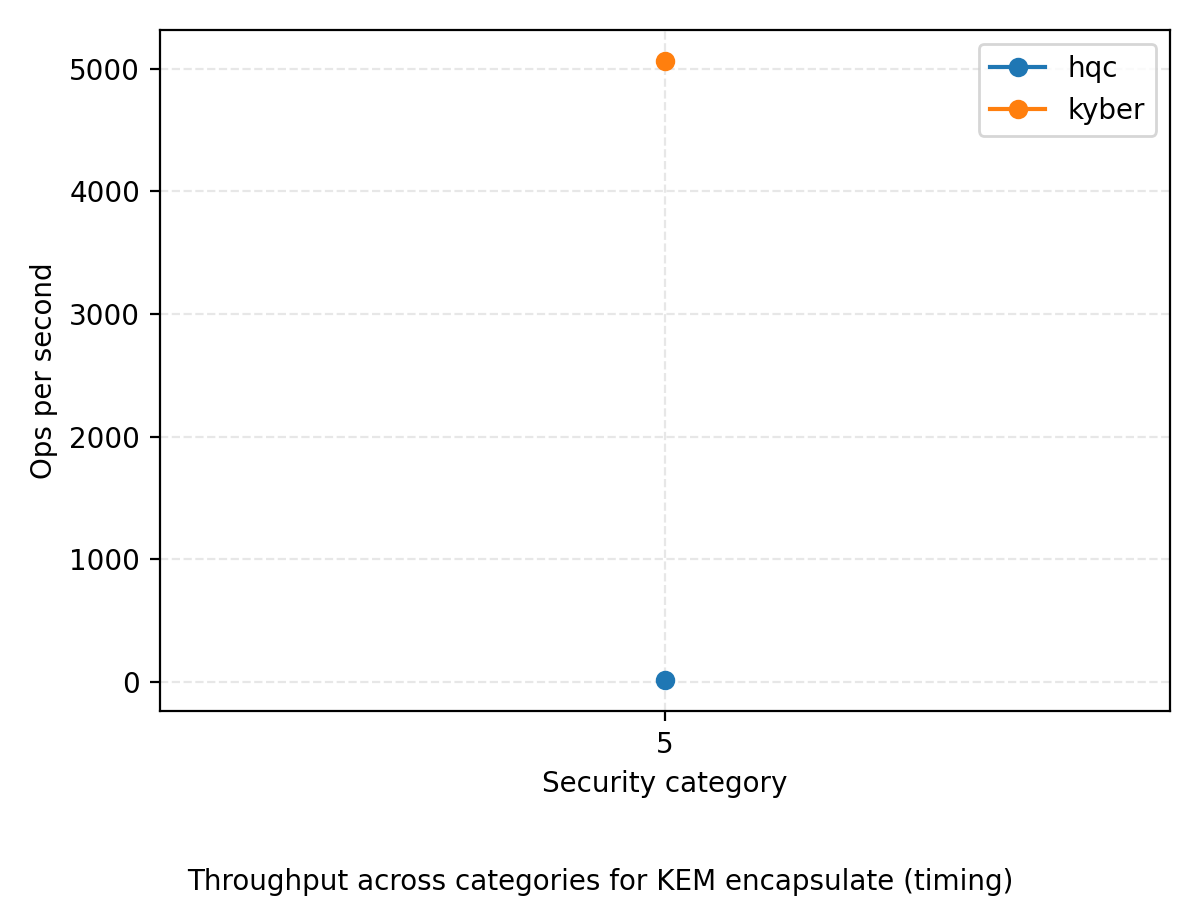 5000
4000
3000
2000
1000
0
Ops per second
hqc
kyber
5
Security category
Throughput across categories for KEM encapsulate (timing)